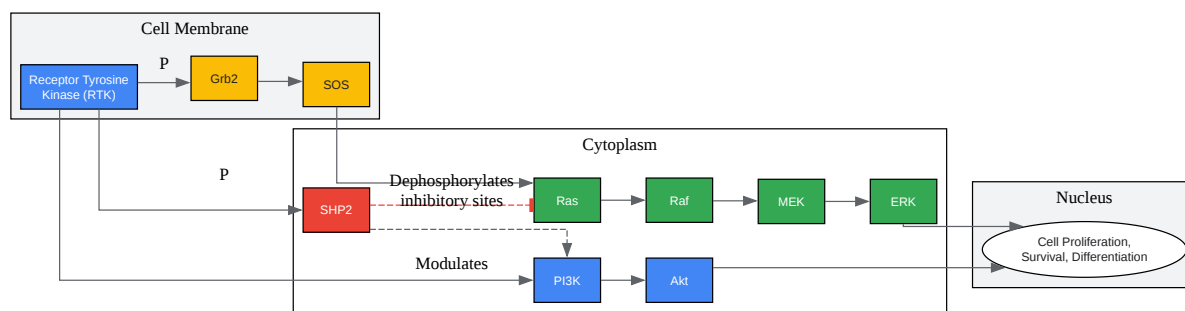 Cell Membrane
Receptor Tyrosine
Kinase (RTK)
P
Grb2
SOS
Cytoplasm
P
SHP2
Dephosphorylates
inhibitory sites
Ras
Raf
MEK
ERK
Modulates
PI3K
Akt
Nucleus
Cell Proliferation,
Survival, Differentiation